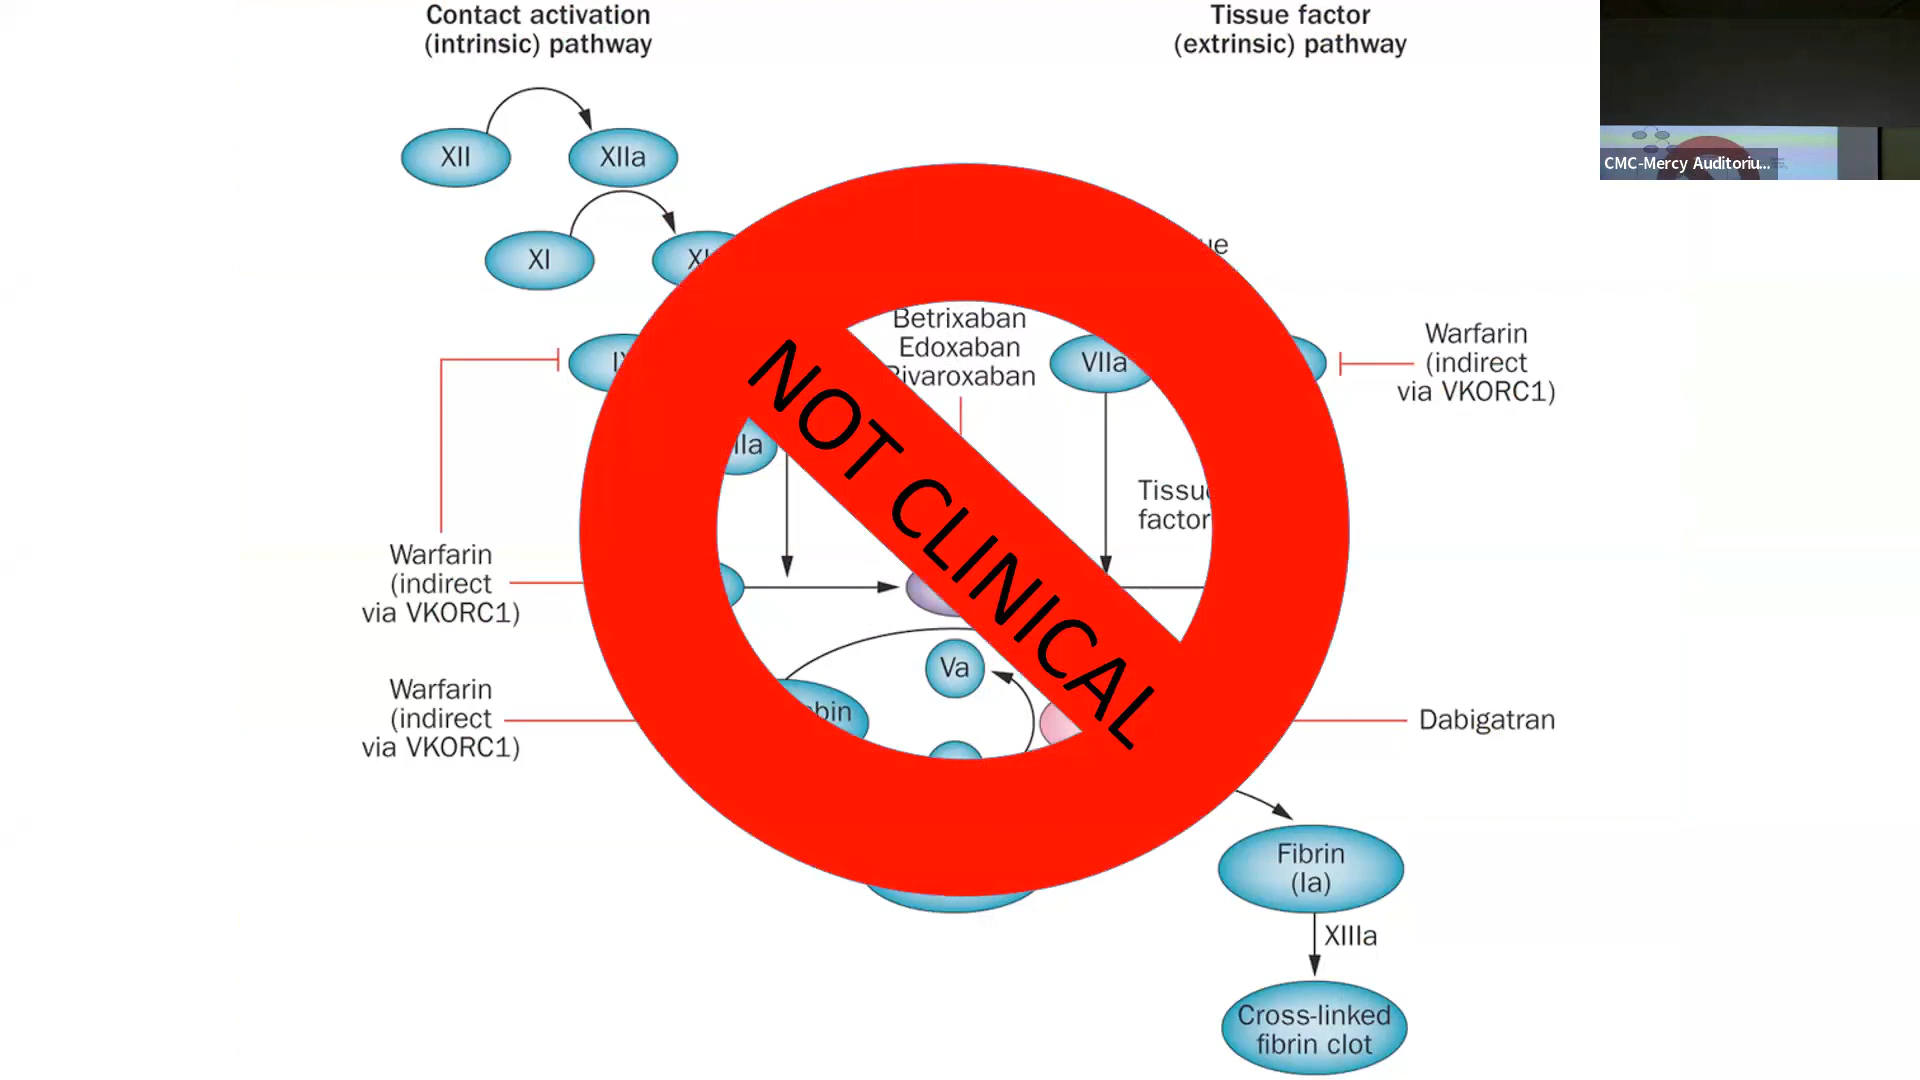 Contact activation
(intrinsic) pathway
Tissue factor
(extrinsic) pathway
CMC-Mercy Auditoriu...
XII
XIIa
XI
Betrixaban
Edoxaban
Rivaroxaban
VIIa
Warfarin
(indirect
via VKORC1)
NOT CLINICAL
Tissue
factor
Warfarin
(indirect
via VKORC1)
Va
Warfarin
(indirect
via VKORC1)
Dabigatran
Fibrin
(Ia)
XIIIa
Cross-linked
fibrin clot